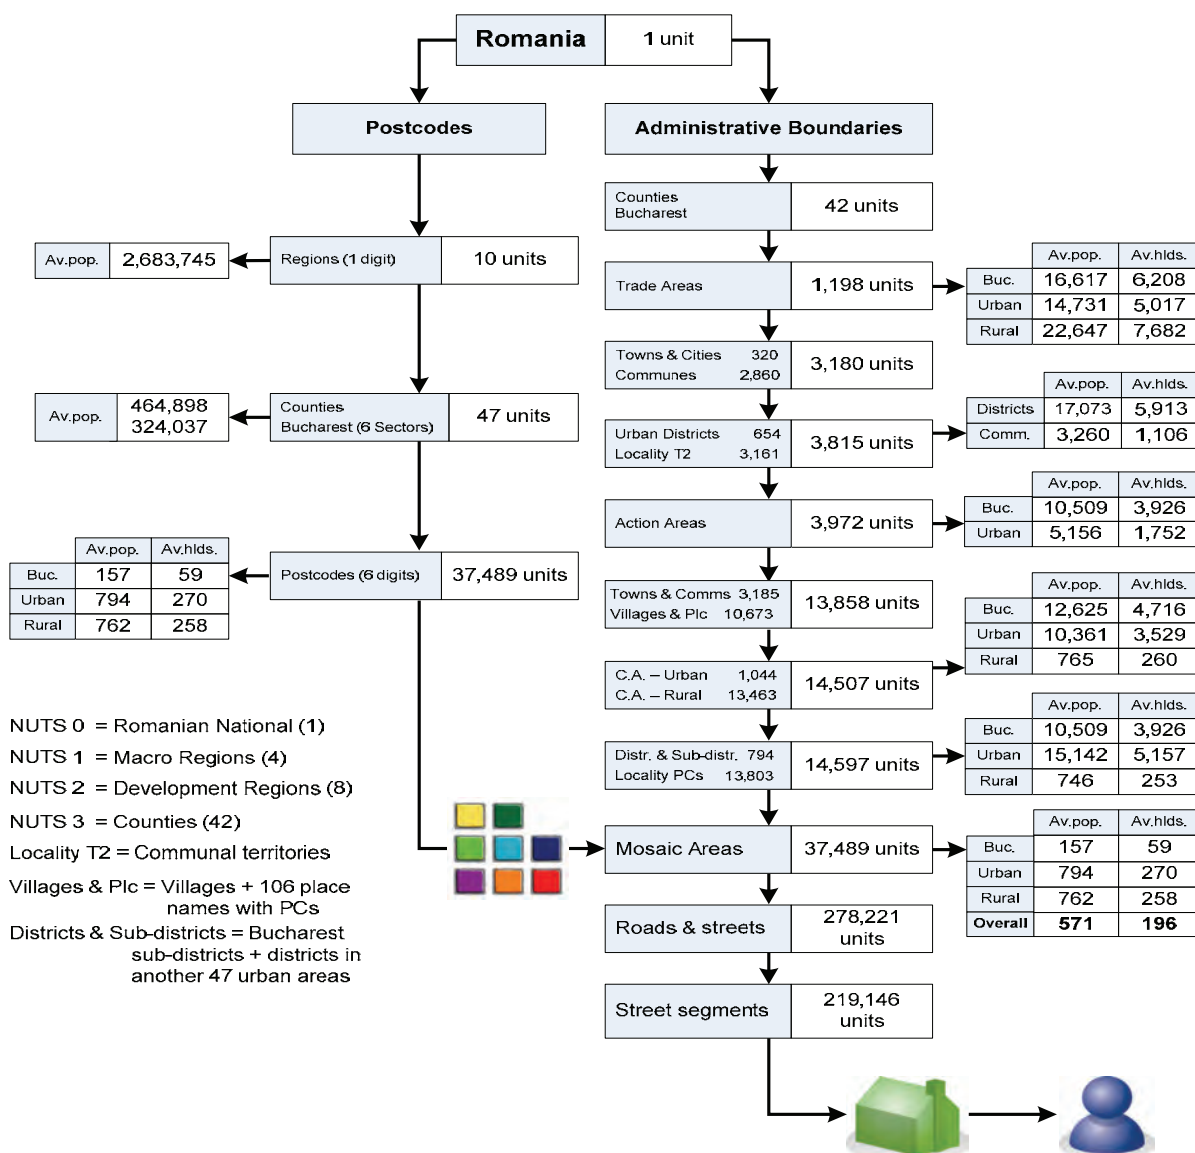 Romania 1 unit
Postcodes
Administrative Boundaries
Counties
Bucharest
42 units
Av.pop. 2,683,745
Regions (1 digit) 10 units
Trade Areas 1,198 units
Av.pop. Av.hlds.
Buc. 16,617 6,208
Urban 14,731 5,017
Rural 22,647 7,682
Towns & Cities 320
Communes 2,860
3,180 units
Av.pop. 464,898
324,037
Counties
Bucharest (6 Sectors)
47 units
Urban Districts 654
Locality T2 3,161
3,815 units
Av.pop. Av.hlds.
Districts 17,073 5,913
Comm. 3,260 1,106
Action Areas 3,972 units
Av.pop. Av.hlds.
Buc. 10,509 3,926
Urban 5,156 1,752
Av.pop. Av.hlds.
Buc. 157 59
Urban 794 270
Rural 762 258
Postcodes (6 digits) 37,489 units
Towns & Comms 3,185
Villages & Plc 10,673
13,858 units
C.A. – Urban 1,044
C.A. – Rural 13,463
14,507 units
Av.pop. Av.hlds.
Buc. 12,625 4,716
Urban 10,361 3,529
Rural 765 260
Distr. & Sub-distr. 794
Locality PCs 13,803
14,597 units
Av.pop. Av.hlds.
Buc. 10,509 3,926
Urban 15,142 5,157
Rural 746 253
NUTS 0 = Romanian National (1)
NUTS 1 = Macro Regions (4)
NUTS 2 = Development Regions (8)
NUTS 3 = Counties (42)
Locality T2 = Communal territories
Villages & Plc = Villages + 106 place
names with PCs
Districts & Sub-districts = Bucharest
sub-districts + districts in
another 47 urban areas
Mosaic Areas 37,489 units
Av.pop. Av.hlds.
Buc. 157 59
Urban 794 270
Rural 762 258
Overall 571 196
Roads & streets 278,221
units
Street segments 219,146
units